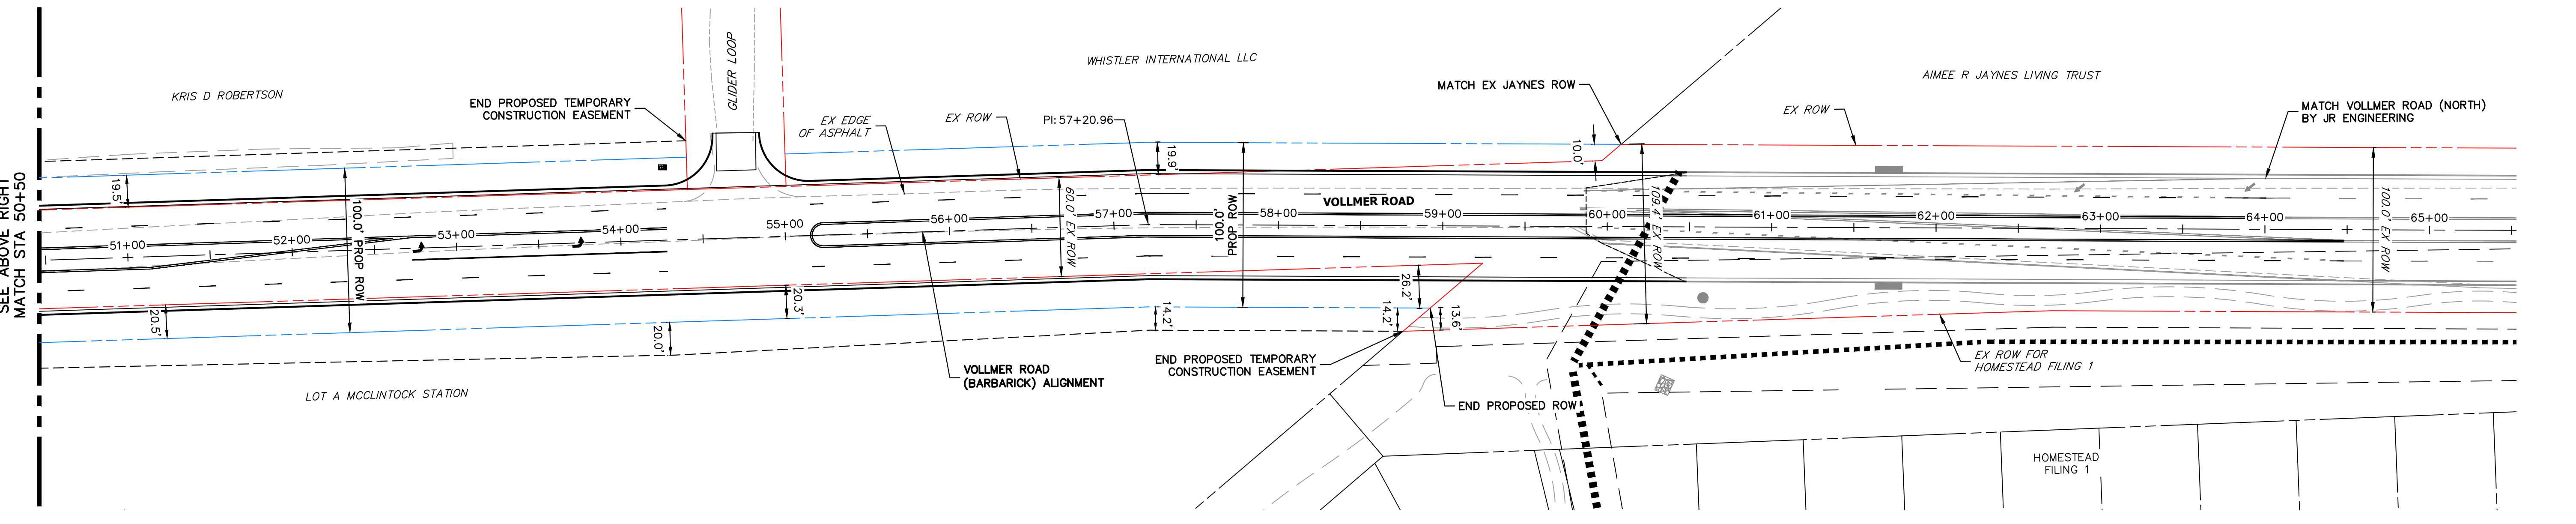 SEE ABOVE RIGHT
MATCH STA 50+50
KRIS D ROBERTSON
END PROPOSED TEMPORARY
CONSTRUCTION EASEMENT
GLIDER LOOP
EX EDGE
OF ASPHALT
EX ROW
PI: 57+20.96
WHISTLER INTERNATIONAL LLC
MATCH EX JAYNES ROW
EX ROW
AIMEE R JAYNES LIVING TRUST
MATCH VOLLMER ROAD (NORTH)
BY JR ENGINEERING
19.5'
100.0' PROP ROW
19.9'
60.0' EX ROW
100.0'
PROP ROW
10.0'
109.4' EX ROW
100.0' EX ROW
VOLLMER ROAD
51+00
52+00
53+00
54+00
55+00
56+00
57+00
58+00
59+00
60+00
61+00
62+00
63+00
64+00
65+00
20.5'
20.0'
20.3'
14.2'
26.2'
14.2'
13.6'
VOLLMER ROAD
(BARBARICK) ALIGNMENT
END PROPOSED TEMPORARY
CONSTRUCTION EASEMENT
END PROPOSED ROW
EX ROW FOR
HOMESTEAD FILING 1
LOT A MCCLINTOCK STATION
HOMESTEAD
FILING 1